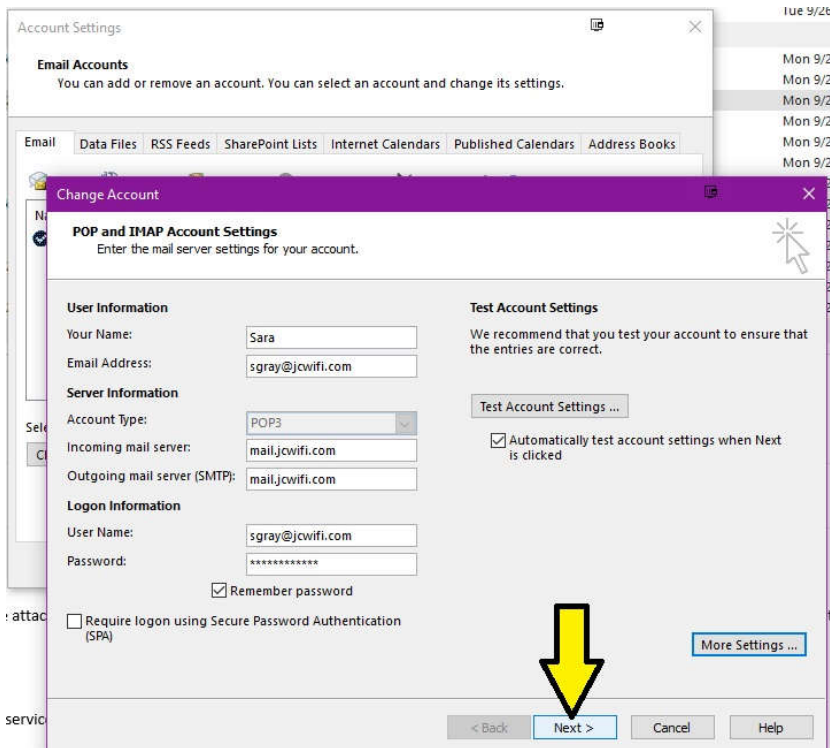 Tue 9/26
Account Settings
Email Accounts
You can add or remove an account. You can select an account and change its settings.
Mon 9/2
Mon 9/2
Mon 9/2
Mon 9/2
Mon 9/2
Mon 9/2
Email Data Files RSS Feeds SharePoint Lists Internet Calendars Published Calendars Address Books
Change Account
POP and IMAP Account Settings
Enter the mail server settings for your account.
User Information
Your Name: Sara
Email Address: sgray@jcwifi.com
Server Information
Account Type: POP3
Incoming mail server: mail.jcwifi.com
Outgoing mail server (SMTP): mail.jcwifi.com
Logon Information
User Name: sgray@jcwifi.com
Password: ************
Remember password
Require logon using Secure Password Authentication
(SPA)
Test Account Settings
We recommend that you test your account to ensure that
the entries are correct.
Test Account Settings ...
Automatically test account settings when Next
is clicked
More Settings ...
< Back Next > Cancel Help
Sele
attac
servic